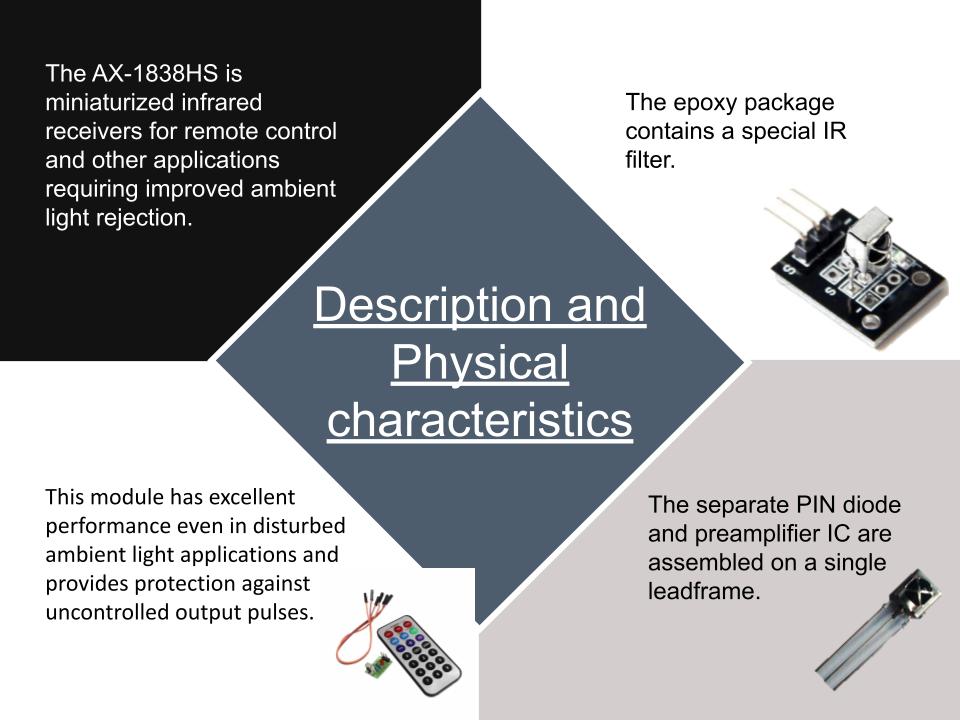 The AX-1838HS is
miniaturized infrared
receivers for remote control
and other applications
requiring improved ambient
light rejection.
The epoxy package
contains a special IR
filter.
S
S
Description and
Physical
characteristics
This module has excellent
performance even in disturbed
ambient light applications and
provides protection against
uncontrolled output pulses.
The separate PIN diode
and preamplifier IC are
assembled on a single
leadframe.